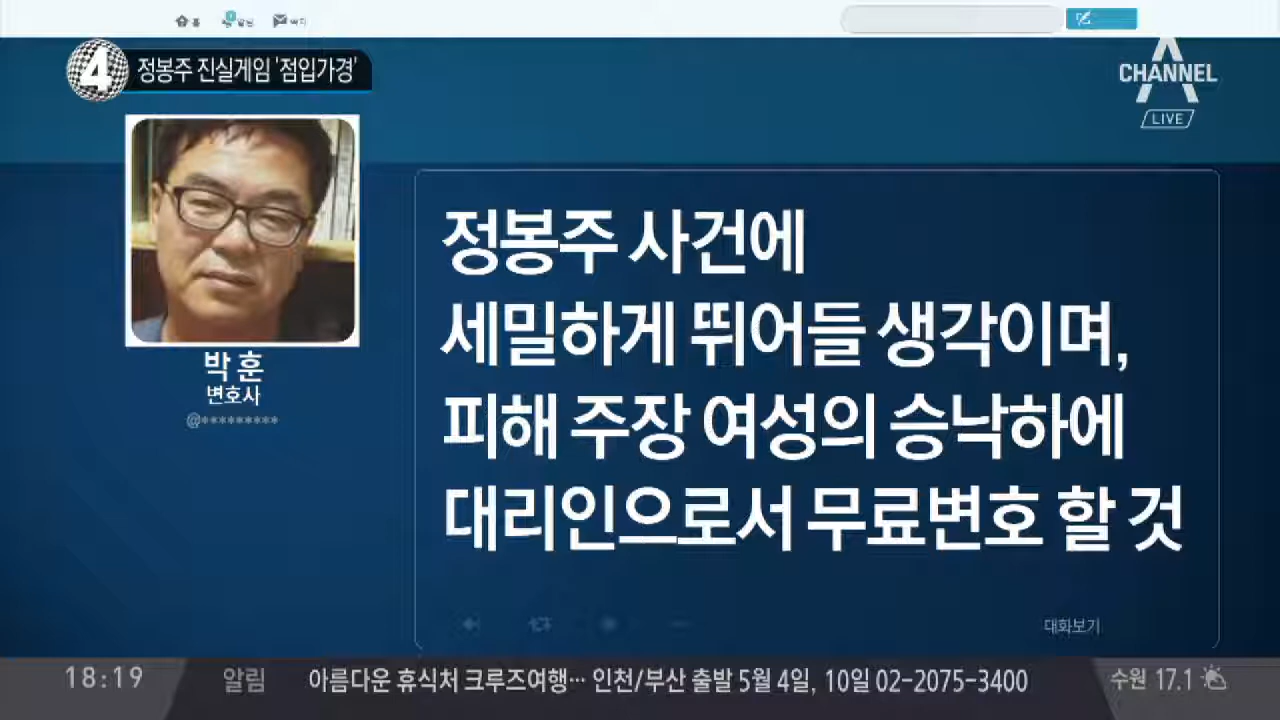 홈 알림 쪽지
4 정봉주 진실게임 '점입가경'
CHANNEL A
LIVE
박 훈
변호사
@*********
정봉주 사건에
세밀하게 뛰어들 생각이며,
피해 주장 여성의 승낙하에
대리인으로서 무료변호 할 것
대화보기
18:19 알림 아름다운 휴식처 크루즈여행… 인천/부산 출발 5월 4일, 10일 02-2075-3400 수원 17.1